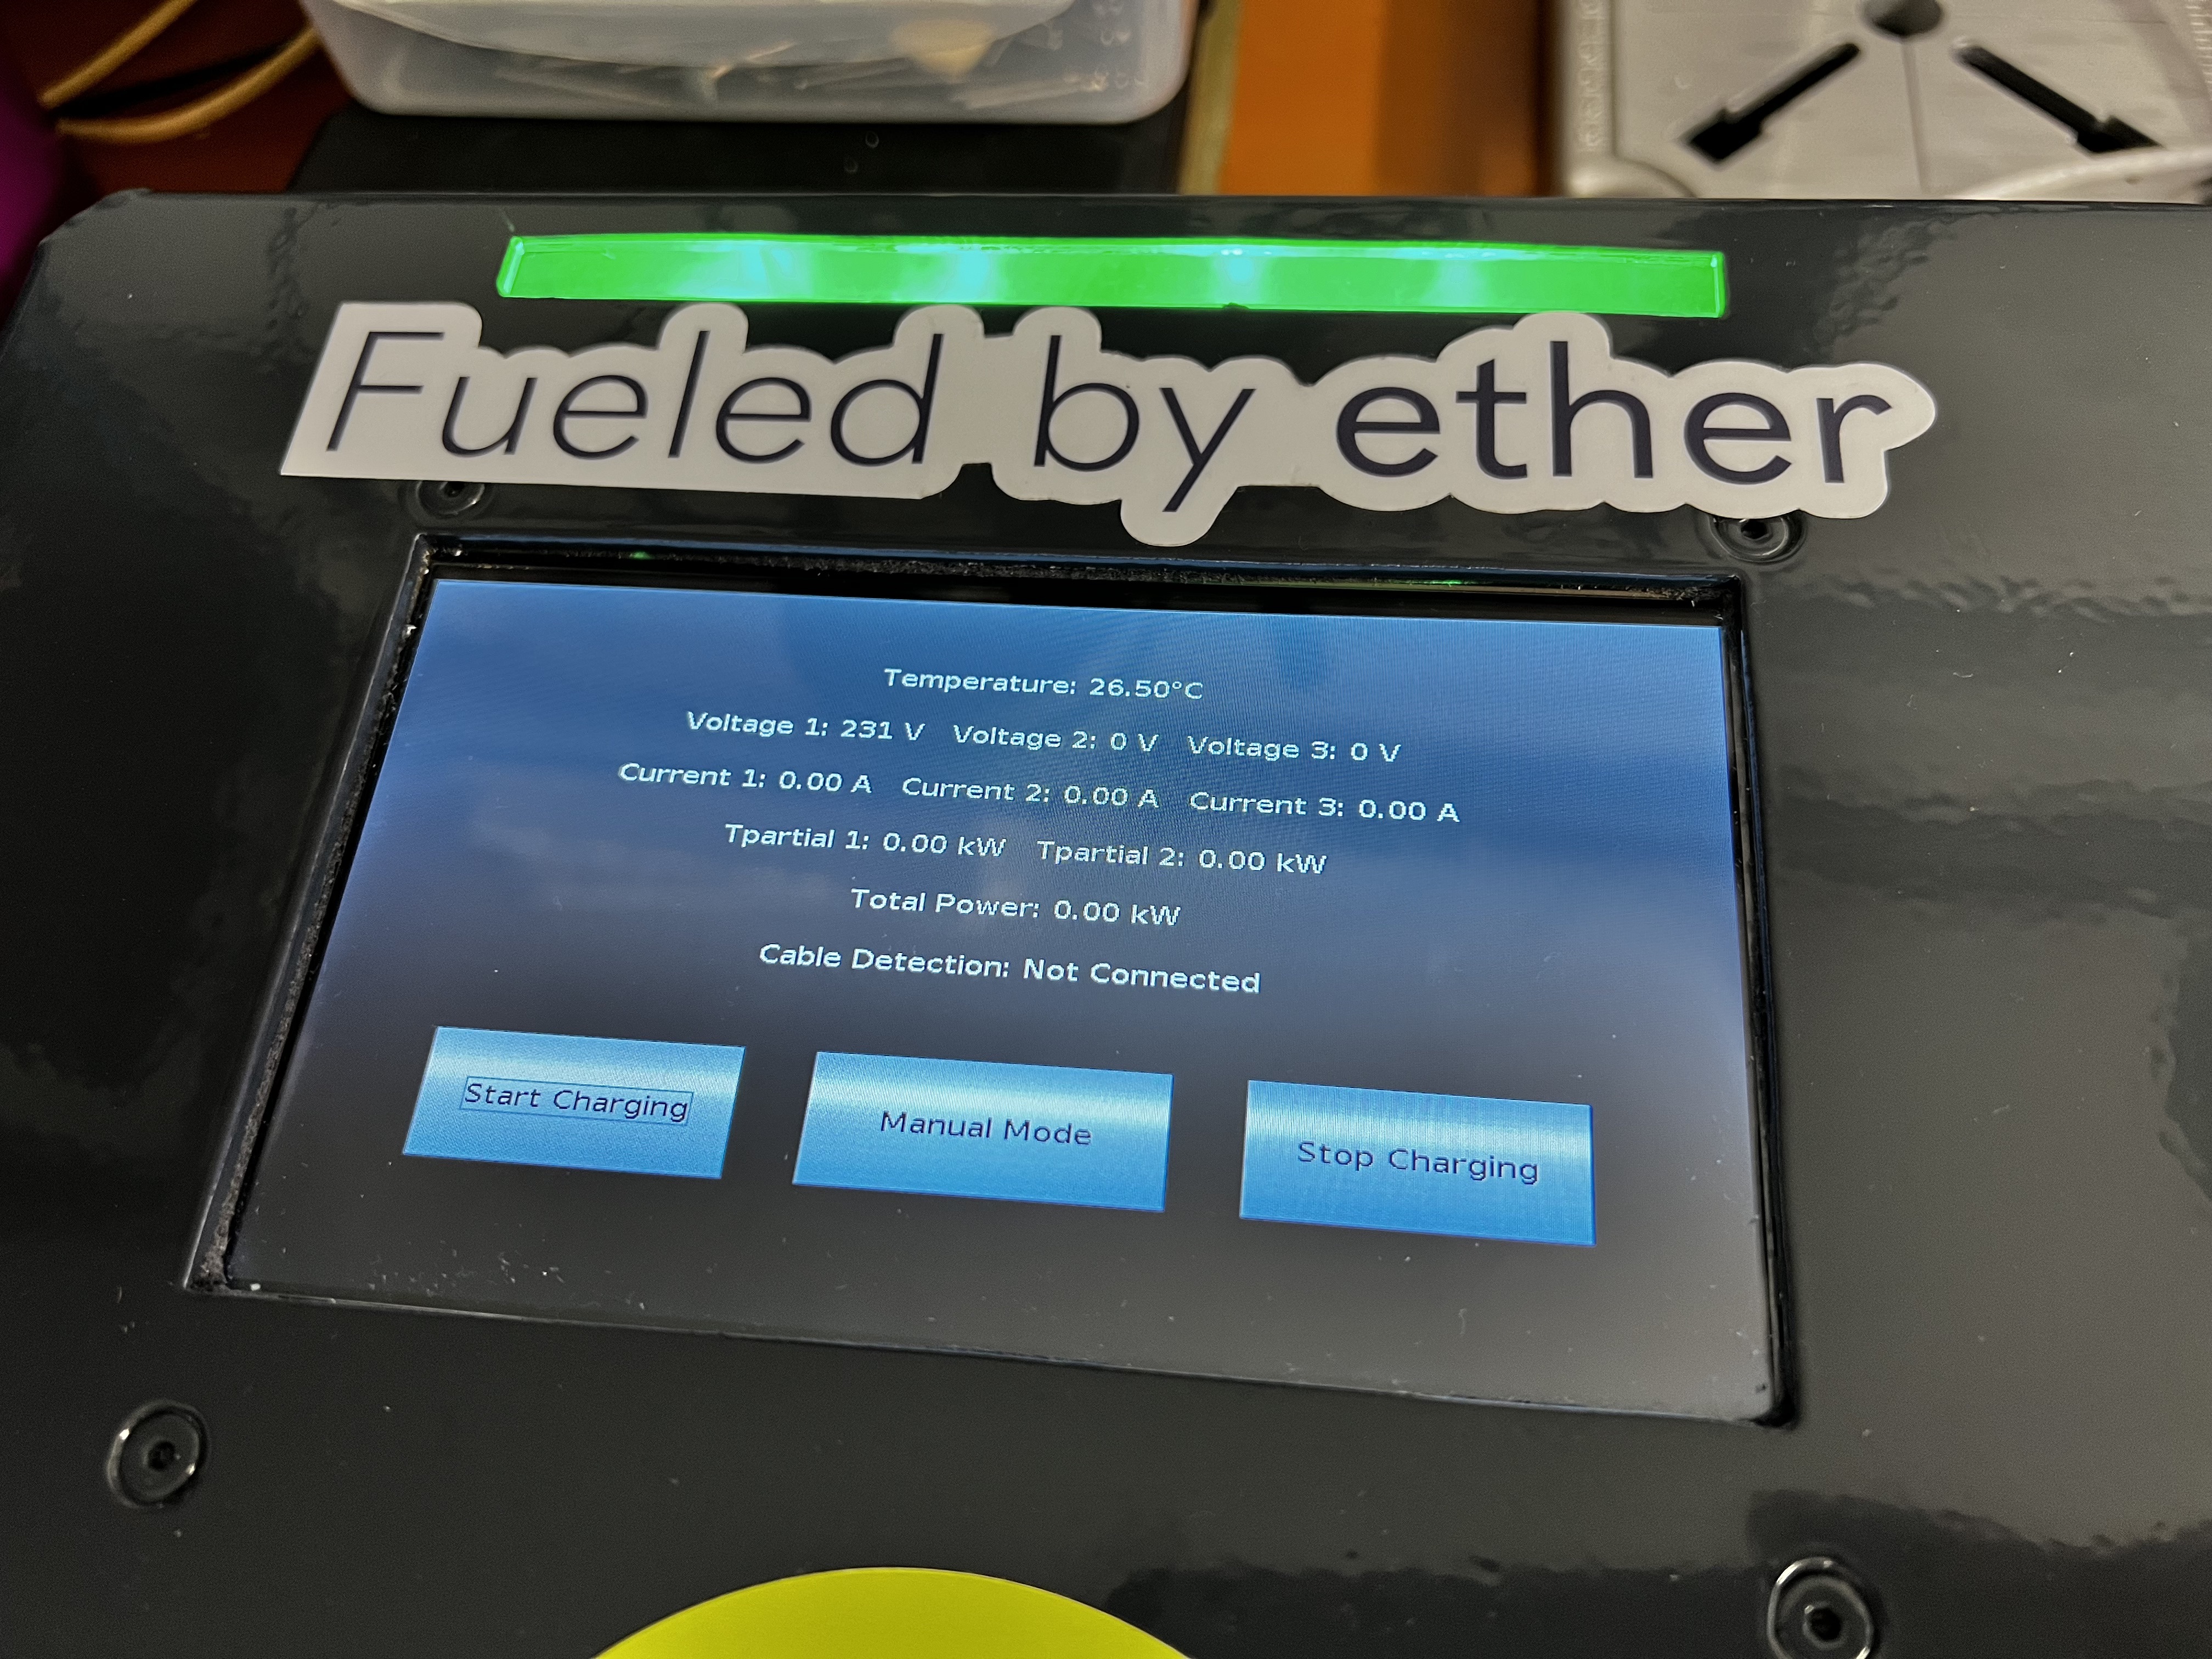 Fueled by ether
Temperature: 26.50°C
Voltage 1: 231 V Voltage 2: 0 V Voltage 3: 0 V
Current 1: 0.00 A Current 2: 0.00 A Current 3: 0.00 A
Tpartial 1: 0.00 kW Tpartial 2: 0.00 kW
Total Power: 0.00 kW
Cable Detection: Not Connected
Start Charging Manual Mode Stop Charging